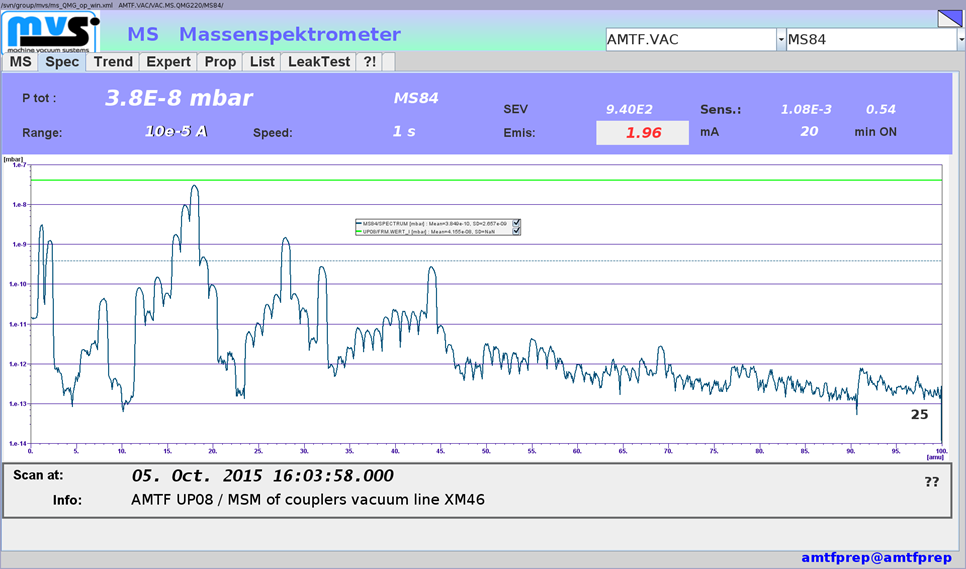 /svn/group/mvs/ms_QMG_op_win.xml AMTF.VAC/VAC.MS.QMG220/MS84/
mvs
machine vacuum systems
MS Massenspektrometer
AMTF.VAC
MS84
MS Spec Trend Expert Prop List LeakTest ?!
P tot : 3.8E-8 mbar MS84
SEV 9.40E2 Sens.: 1.08E-3 0.54
Range: 10e-5 A Speed: 1 s Emis: 1.96 mA 20 min ON
[mbar]
1.e-7
1.e-8
1.e-9
1.e-10
1.e-11
1.e-12
1.e-13
1.e-14
MS84/SPECTRUM [mbar] : Mean=3.849e-10, SD=2.657e-09
UP08/FRM.WERT_I [mbar] : Mean=4.155e-08, SD=NaN
25
0. 5. 10. 15. 20. 25. 30. 35. 40. 45. 50. 55. 60. 65. 70. 75. 80. 85. 90. 95. 100.
[amu]
Scan at: 05. Oct. 2015 16:03:58.000
??
Info: AMTF UP08 / MSM of couplers vacuum line XM46
amtfprep@amtfprep